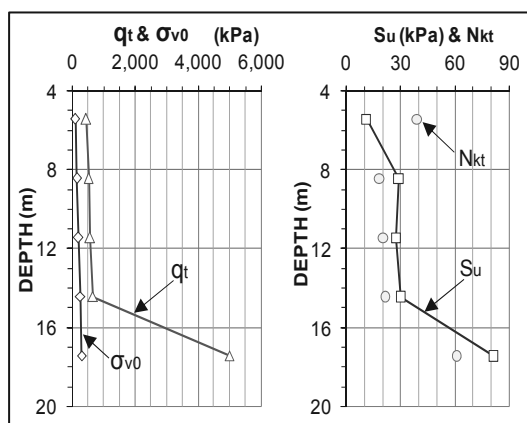 qt & σv0 (kPa)
0 2,000 4,000 6,000
4
8
12
16
20
DEPTH (m)
qt
σv0
Su (kPa) & Nkt
0 30 60 90
4
8
12
16
20
DEPTH (m)
Nkt
Su